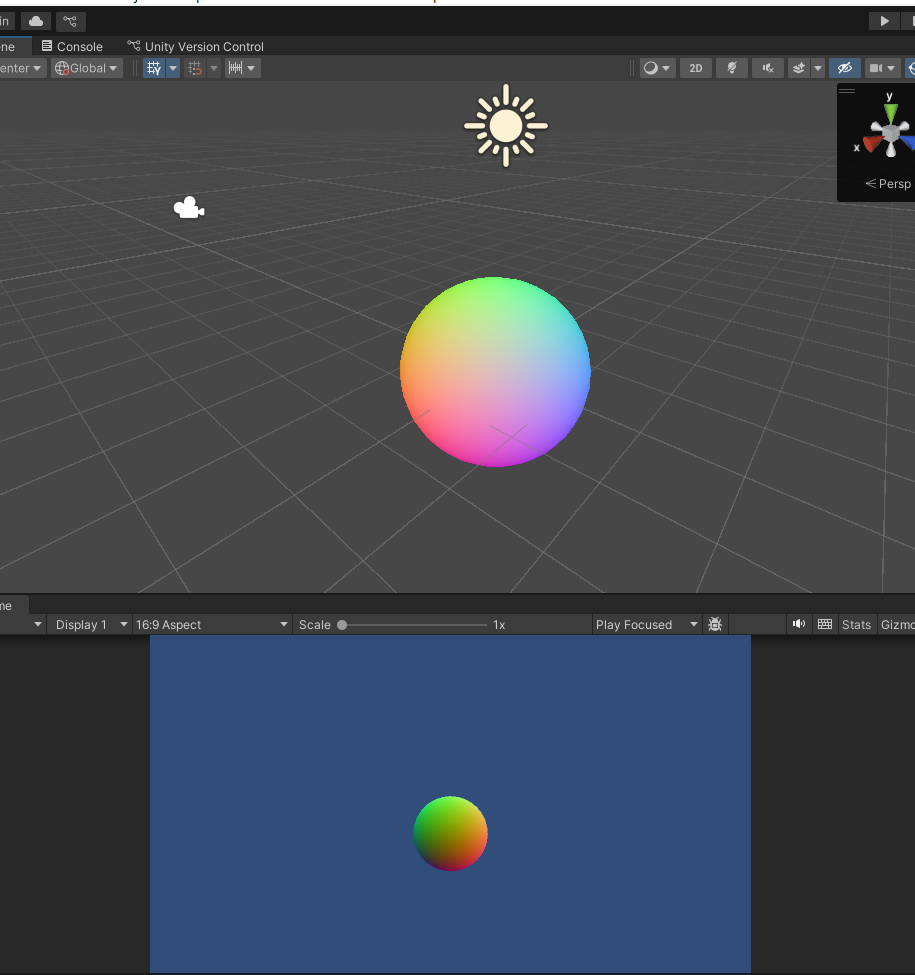 in
ne Console Unity Version Control
enter Global 2D
y
x
Persp
me
Display 1 16:9 Aspect Scale 1x Play Focused Stats Gizmo